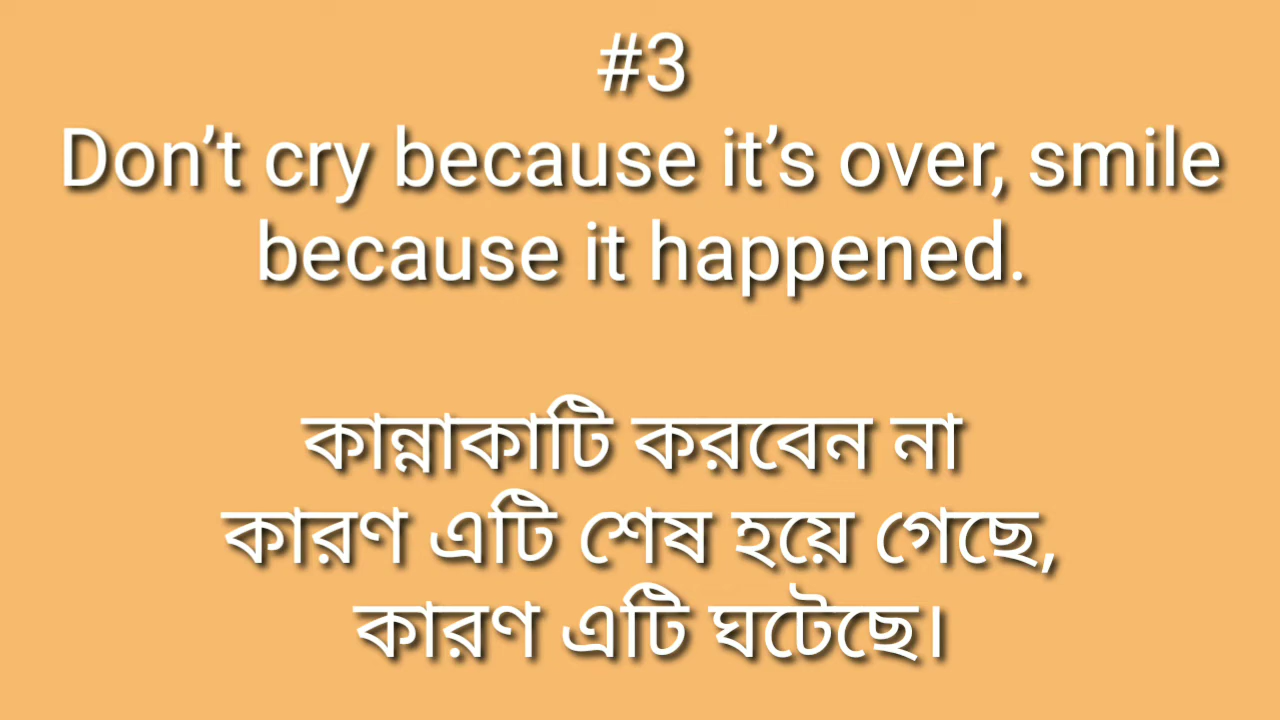 #3
Don’t cry because it’s over, smile
because it happened.
কান্নাকাটি করবেন না
কারণ এটি শেষ হয়ে গেছে,
কারণ এটি ঘটেছে।